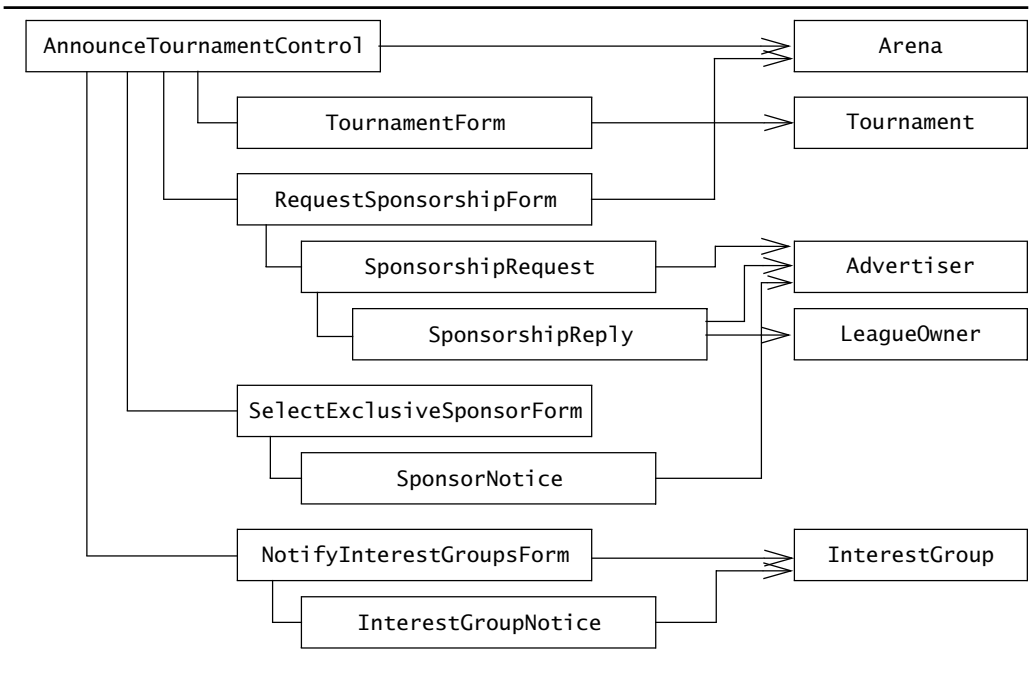 AnnounceTournamentControl
Arena
TournamentForm
Tournament
RequestSponsorshipForm
SponsorshipRequest
Advertiser
SponsorshipReply
LeagueOwner
SelectExclusiveSponsorForm
SponsorNotice
NotifyInterestGroupsForm
InterestGroup
InterestGroupNotice